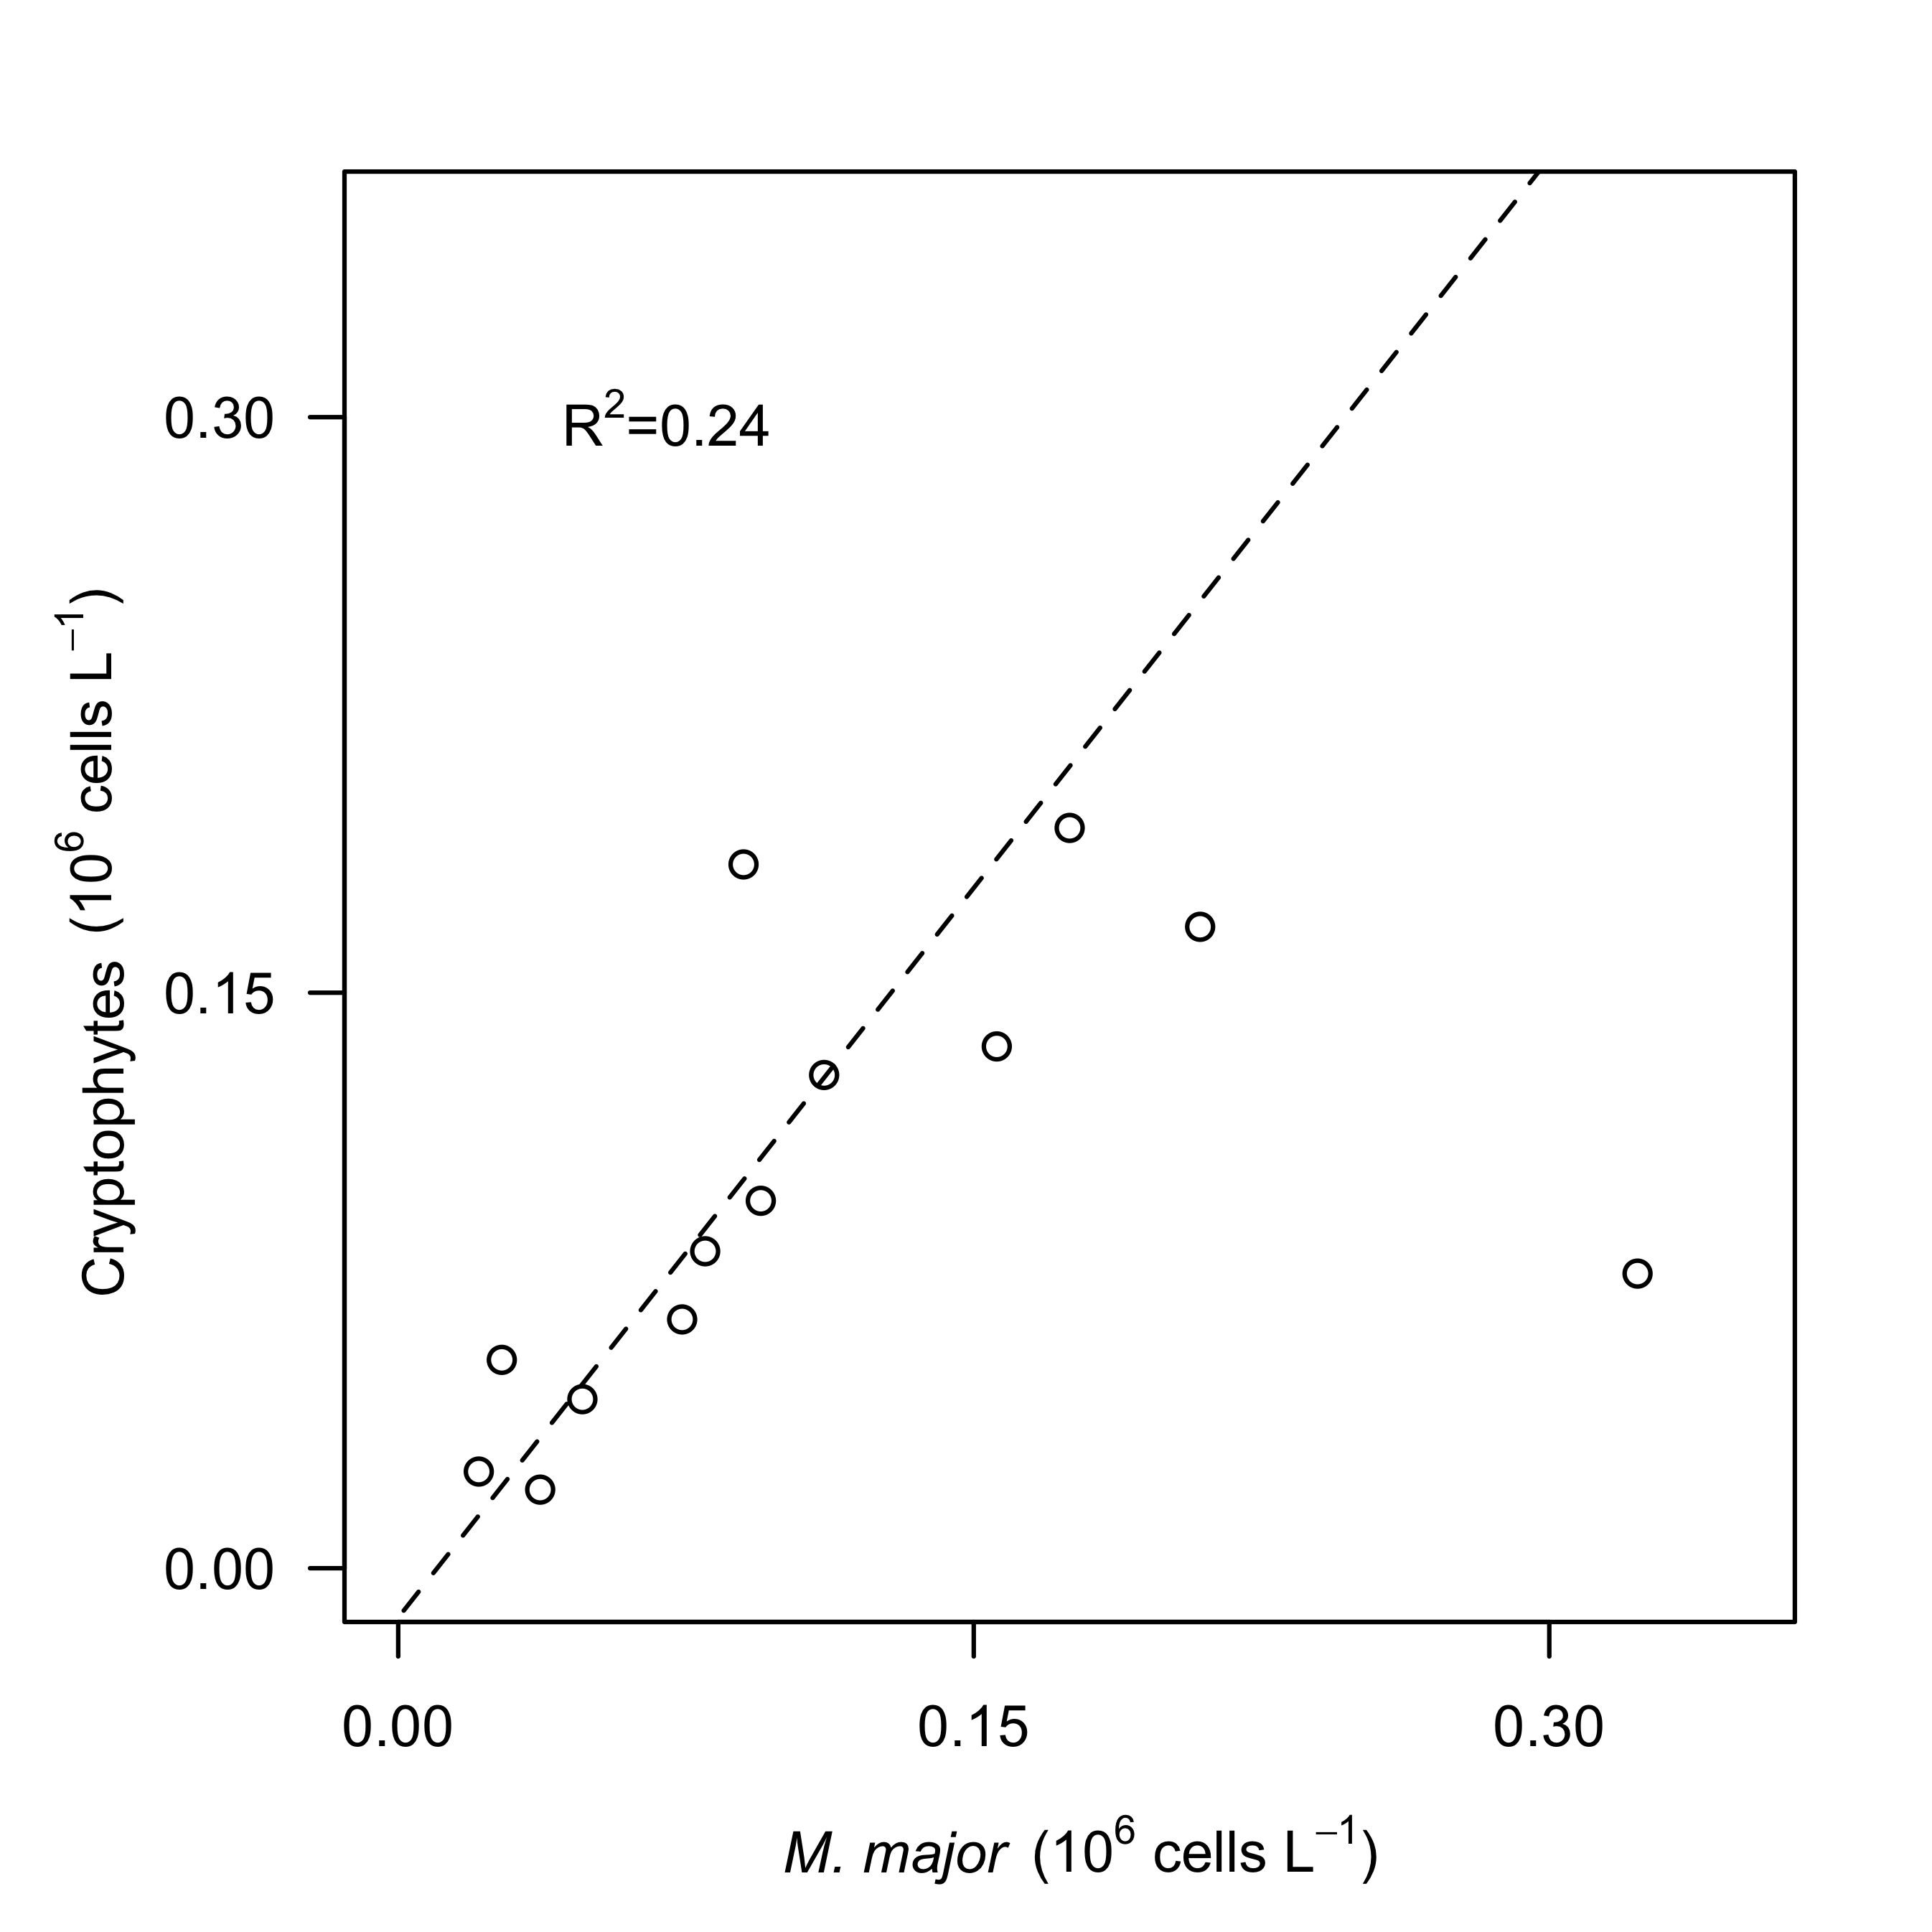 R²=0.24
Cryptophytes (10⁶ cells L⁻¹)
0.30
0.15
0.00
0.00 0.15 0.30
M. major (10⁶ cells L⁻¹)